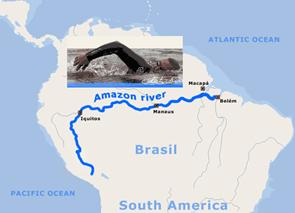 ATLANTIC OCEAN
Macapá
Amazon river
Belém
Manaus
Iquitos
Brasil
PACIFIC OCEAN
South America